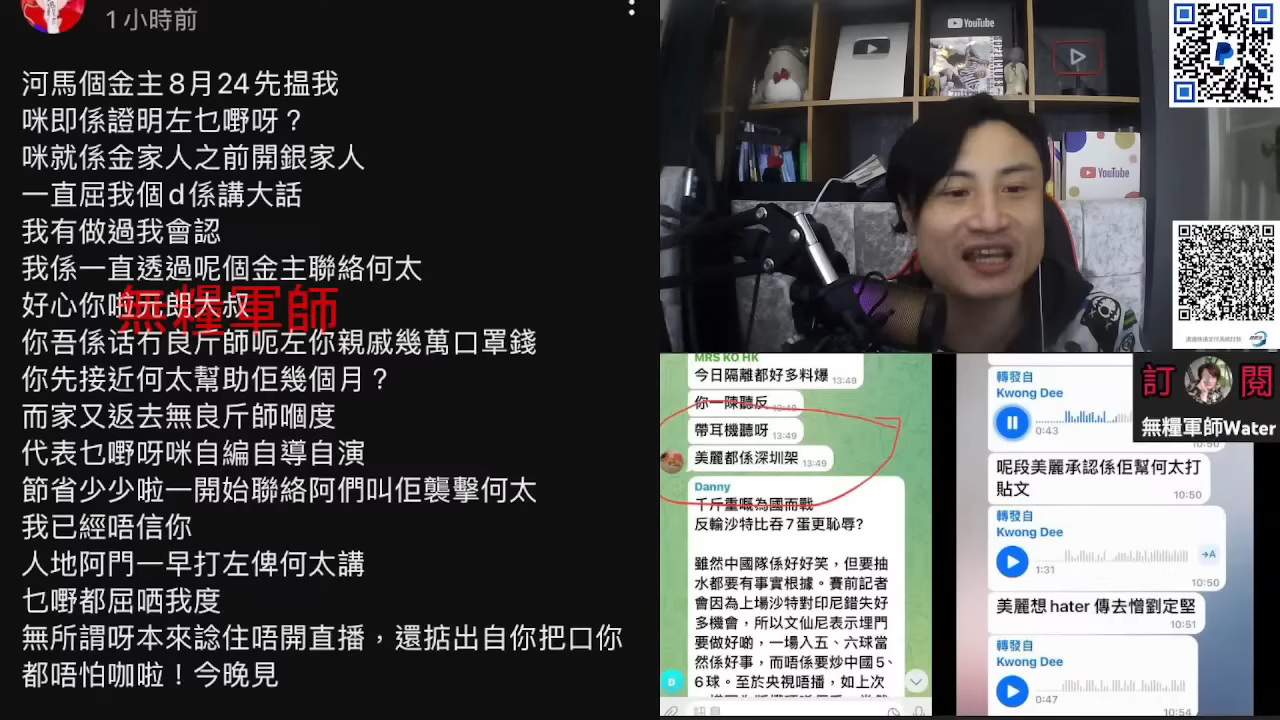 1小時前
河馬個金主8月24先揾我
咪即係證明左乜嘢呀？
咪就係金家人之前開銀家人
一直屈我個d係講大話
我有做過我會認
我係一直透過呢個金主聯絡何太
好心你啦元朗大叔
無糧軍師
你吾係话冇良斤師呃左你親戚幾萬口罩錢
你先接近何太幫助佢幾個月？
而家又返去無良斤師嗰度
代表乜嘢呀咪自編自導自演
節省少少啦一開始聯絡阿們叫佢襲擊何太
我已經唔信你
人地阿門一早打左俾何太講
乜嘢都屈哂我度
無所謂呀本來諗住唔開直播，還掂出自你把口你
都唔怕咖啦！今晚見
YouTube
YouTube
MRS KO HK
今日隔離都好多料爆 13:49
你一陣聽反 13:49
帶耳機聽呀 13:49
美麗都係深圳架 13:49
Danny
千斤重嘅為國而戰
反輸沙特比吞7蛋更恥辱?
雖然中國隊係好好笑，但要抽
水都要有事實根據。賽前記者
會因為上場沙特對印尼錯失好
多機會，所以文仙尼表示埋門
要做好啲，一場入五、六球當
然係好事，而唔係要炒中國5、
6球。至於央視唔播，如上次
D
轉發自
Kwong Dee
0:43
10:50
訂閱
無糧軍師Water
呢段美麗承認係佢幫何太打
貼文 10:50
轉發自
Kwong Dee
1:31
→A
10:50
美麗想hater 傳去憎劉定堅
10:51
轉發自
Kwong Dee
0:47
10:54